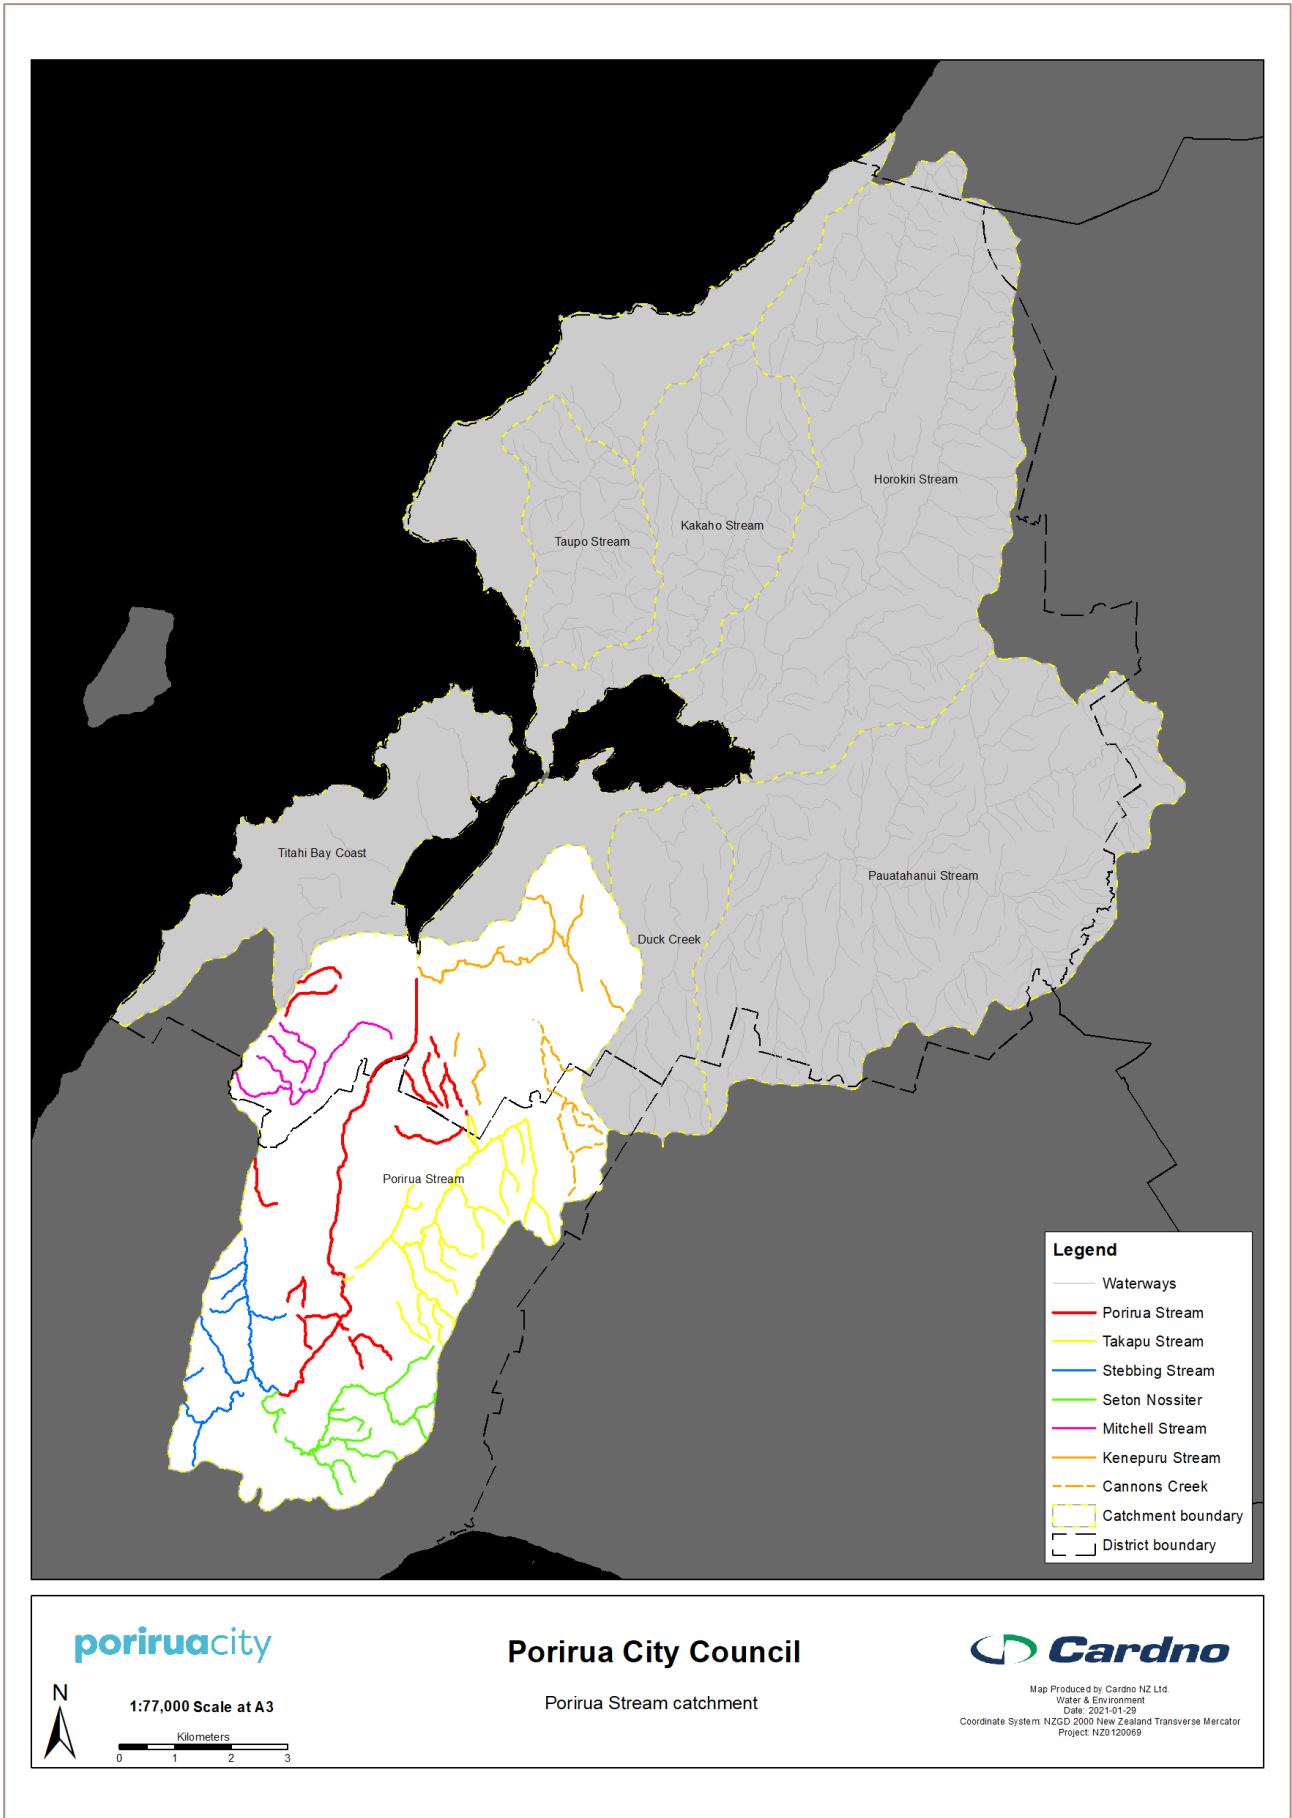 Horokiri Stream
Kakaho Stream
Taupo Stream
Titahi Bay Coast
Pauatahanui Stream
Duck Creek
Porirua Stream
Legend
Waterways
Porirua Stream
Takapu Stream
Stebbing Stream
Seton Nossiter
Mitchell Stream
Kenepuru Stream
Cannons Creek
Catchment boundary
District boundary
poriruacity
N
1:77,000 Scale at A3
Kilometers
0 1 2 3
Porirua City Council
Porirua Stream catchment
Cardno
Map Produced by Cardno NZ Ltd.
Water & Environment
Date: 2021-01-29
Coordinate System: NZGD 2000 New Zealand Transverse Mercator
Project: NZ0120069